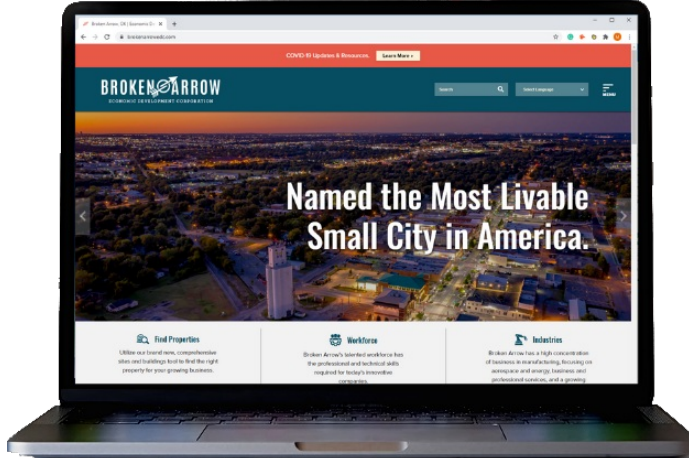 Broken Arrow, OK | Economic D
brokenarrowedc.com
COVID-19 Updates & Resources. Learn More »
BROKEN ARROW
ECONOMIC DEVELOPMENT CORPORATION
Search
Select Language
MENU
Named the Most Livable
Small City in America.
Find Properties
Utilize our brand new, comprehensive
sites and buildings tool to find the right
property for your growing business.
Workforce
Broken Arrow's talented workforce has
the professional and technical skills
required for today's innovative
companies.
Industries
Broken Arrow has a high concentration
of business in manufacturing, focusing on
aerospace and energy, business and
professional services, and a growing